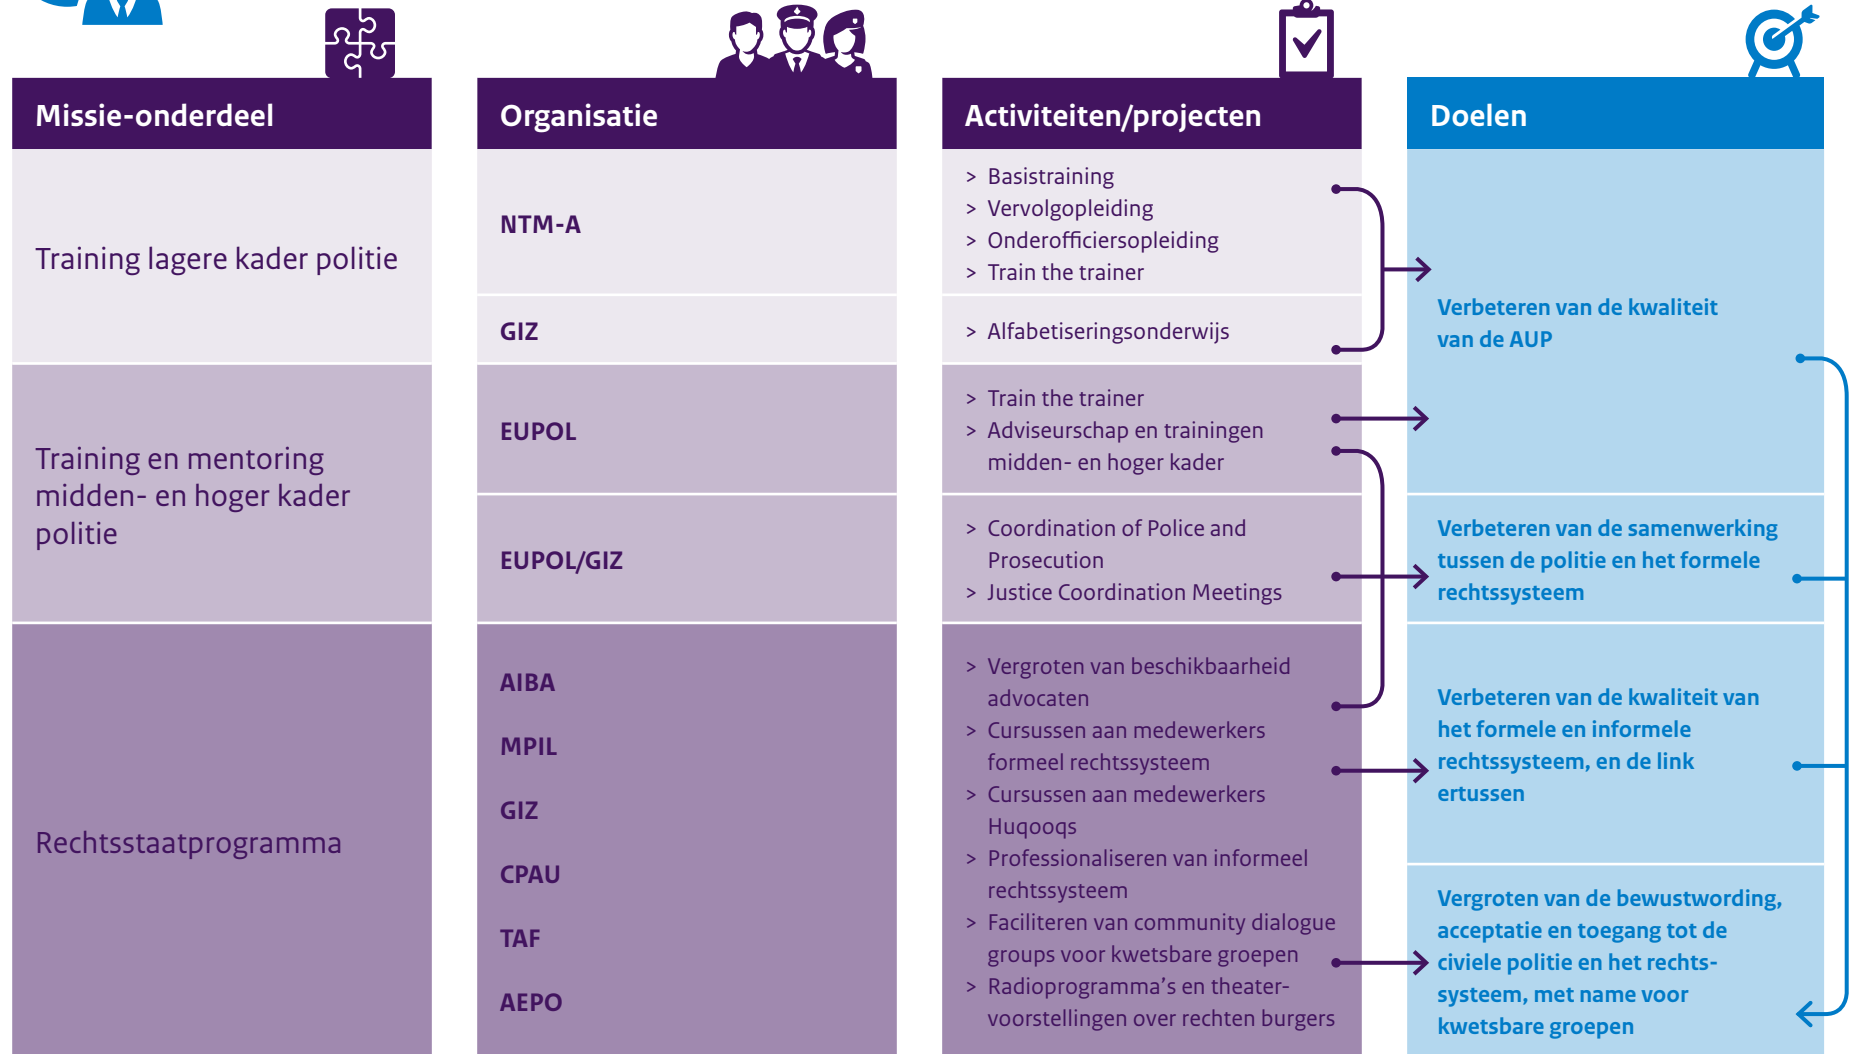 Missie-onderdeel
Organisatie
Activiteiten/projecten
Doelen
Training lagere kader politie
NTM-A
> Basistraining
> Vervolgopleiding
> Onderofficiersopleiding
> Train the trainer
GIZ
> Alfabetiseringsonderwijs
Verbeteren van de kwaliteit
van de AUP
Training en mentoring
midden- en hoger kader
politie
EUPOL
> Train the trainer
> Adviseurschap en trainingen
midden- en hoger kader
EUPOL/GIZ
> Coordination of Police and
Prosecution
> Justice Coordination Meetings
Verbeteren van de samenwerking
tussen de politie en het formele
rechtssysteem
Rechtsstaatprogramma
AIBA
MPIL
GIZ
CPAU
TAF
AEPO
> Vergroten van beschikbaarheid
advocaten
> Cursussen aan medewerkers
formeel rechtssysteem
> Cursussen aan medewerkers
Huqooqs
> Professionaliseren van informeel
rechtssysteem
> Faciliteren van community dialogue
groups voor kwetsbare groepen
> Radioprogramma's en theater-
voorstellingen over rechten burgers
Verbeteren van de kwaliteit van
het formele en informele
rechtssysteem, en de link
ertussen
Vergroten van de bewustwording,
acceptatie en toegang tot de
civiele politie en het rechts-
systeem, met name voor
kwetsbare groepen